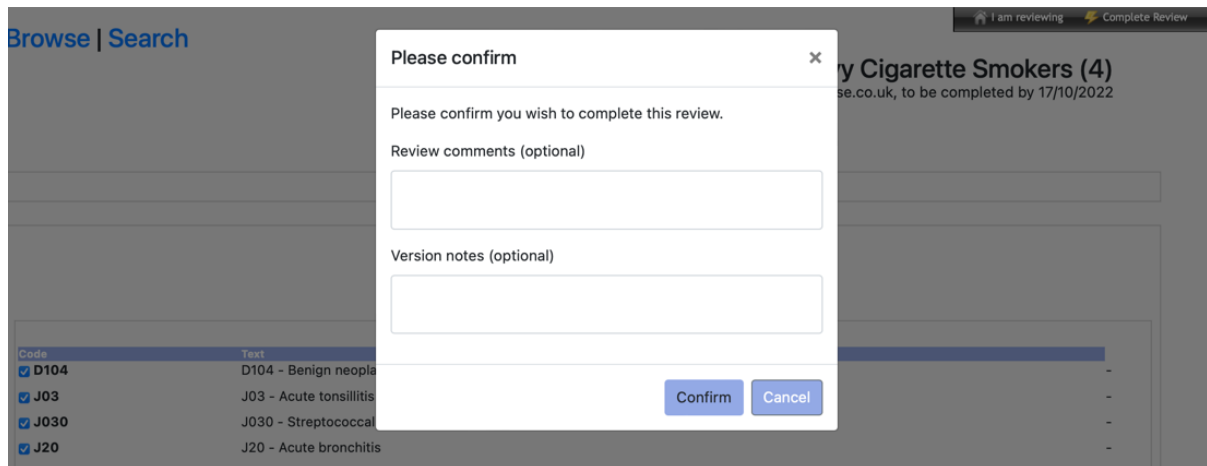 I am reviewing Complete Review
Browse | Search
Please confirm ×
y Cigarette Smokers (4)
se.co.uk, to be completed by 17/10/2022
Please confirm you wish to complete this review.
Review comments (optional)
Version notes (optional)
Code Text
D104 D104 - Benign neopla -
J03 J03 - Acute tonsillitis -
J030 J030 - Streptococcal -
J20 J20 - Acute bronchitis -
Confirm Cancel